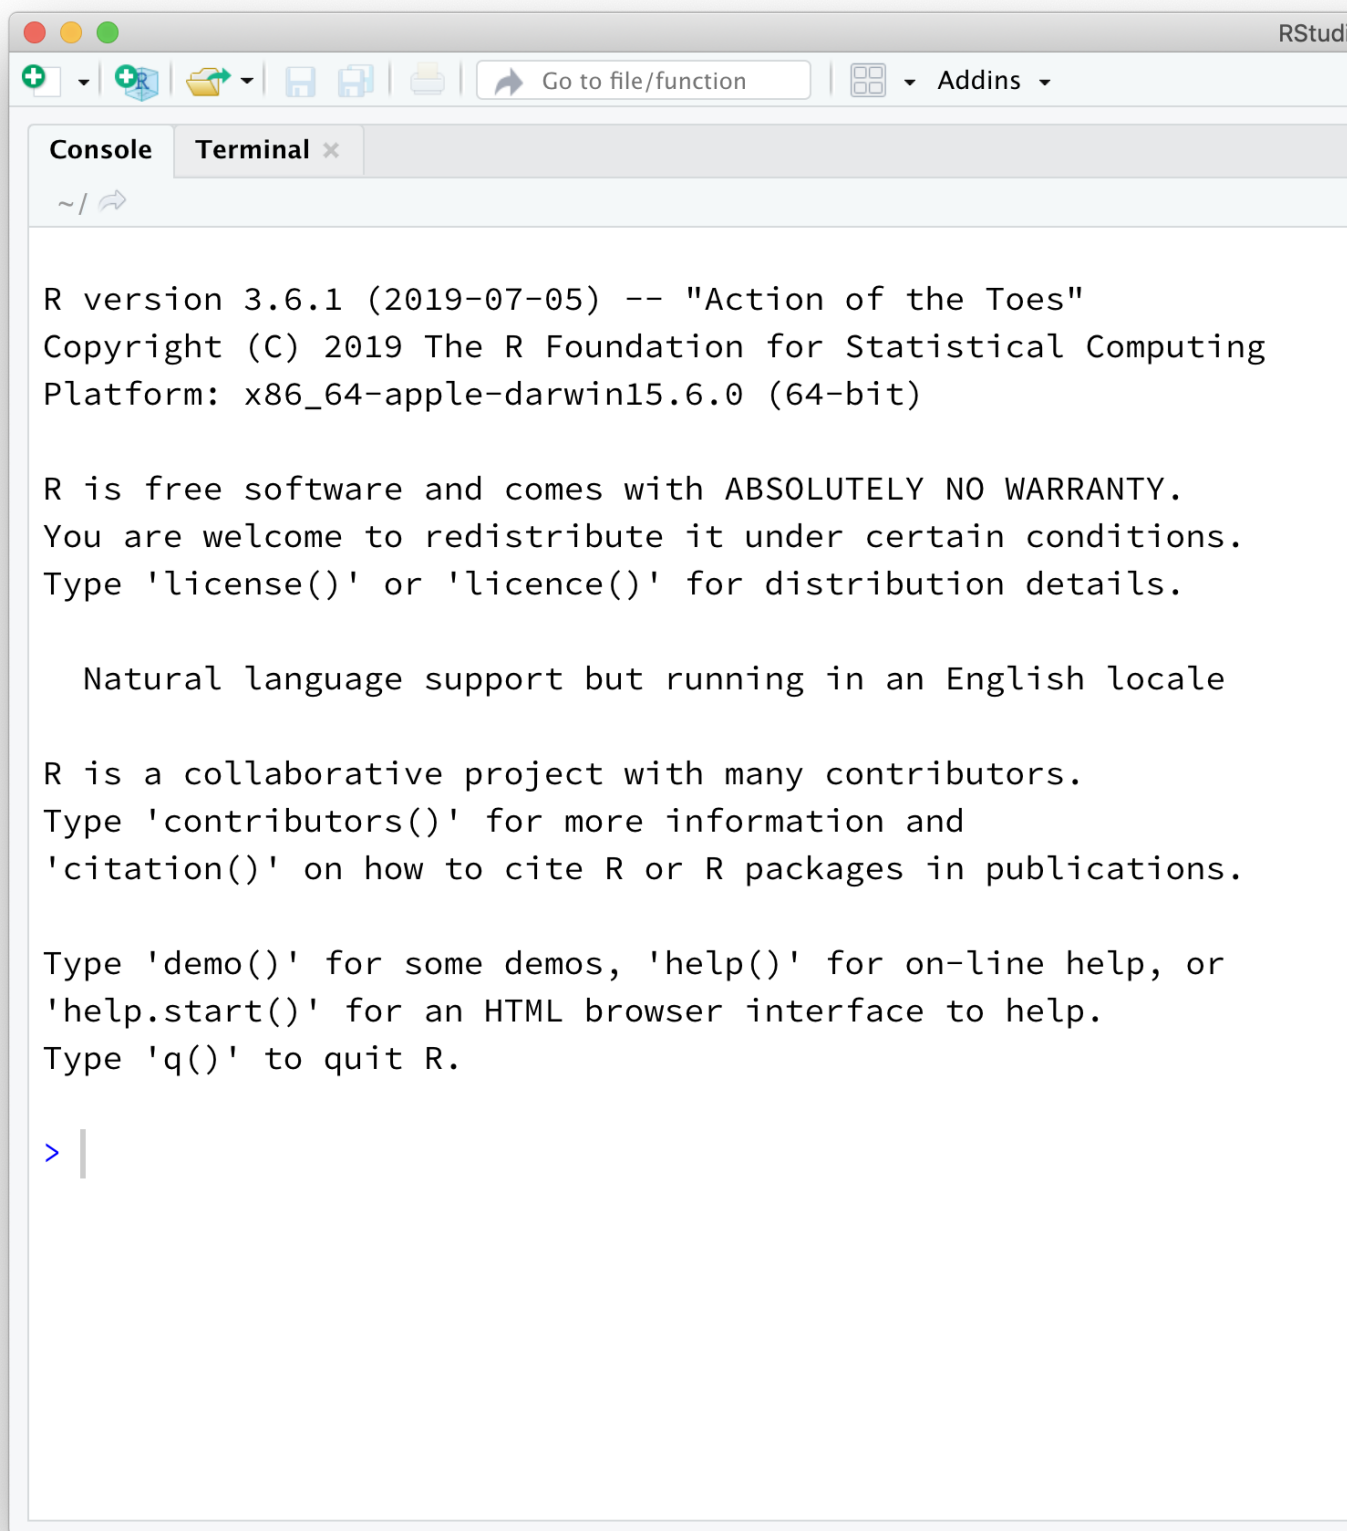 RStudi
Go to file/function
Addins
Console
Terminal
~/
R version 3.6.1 (2019-07-05) -- "Action of the Toes"
Copyright (C) 2019 The R Foundation for Statistical Computing
Platform: x86_64-apple-darwin15.6.0 (64-bit)
R is free software and comes with ABSOLUTELY NO WARRANTY.
You are welcome to redistribute it under certain conditions.
Type 'license()' or 'licence()' for distribution details.
Natural language support but running in an English locale
R is a collaborative project with many contributors.
Type 'contributors()' for more information and
'citation()' on how to cite R or R packages in publications.
Type 'demo()' for some demos, 'help()' for on-line help, or
'help.start()' for an HTML browser interface to help.
Type 'q()' to quit R.
>